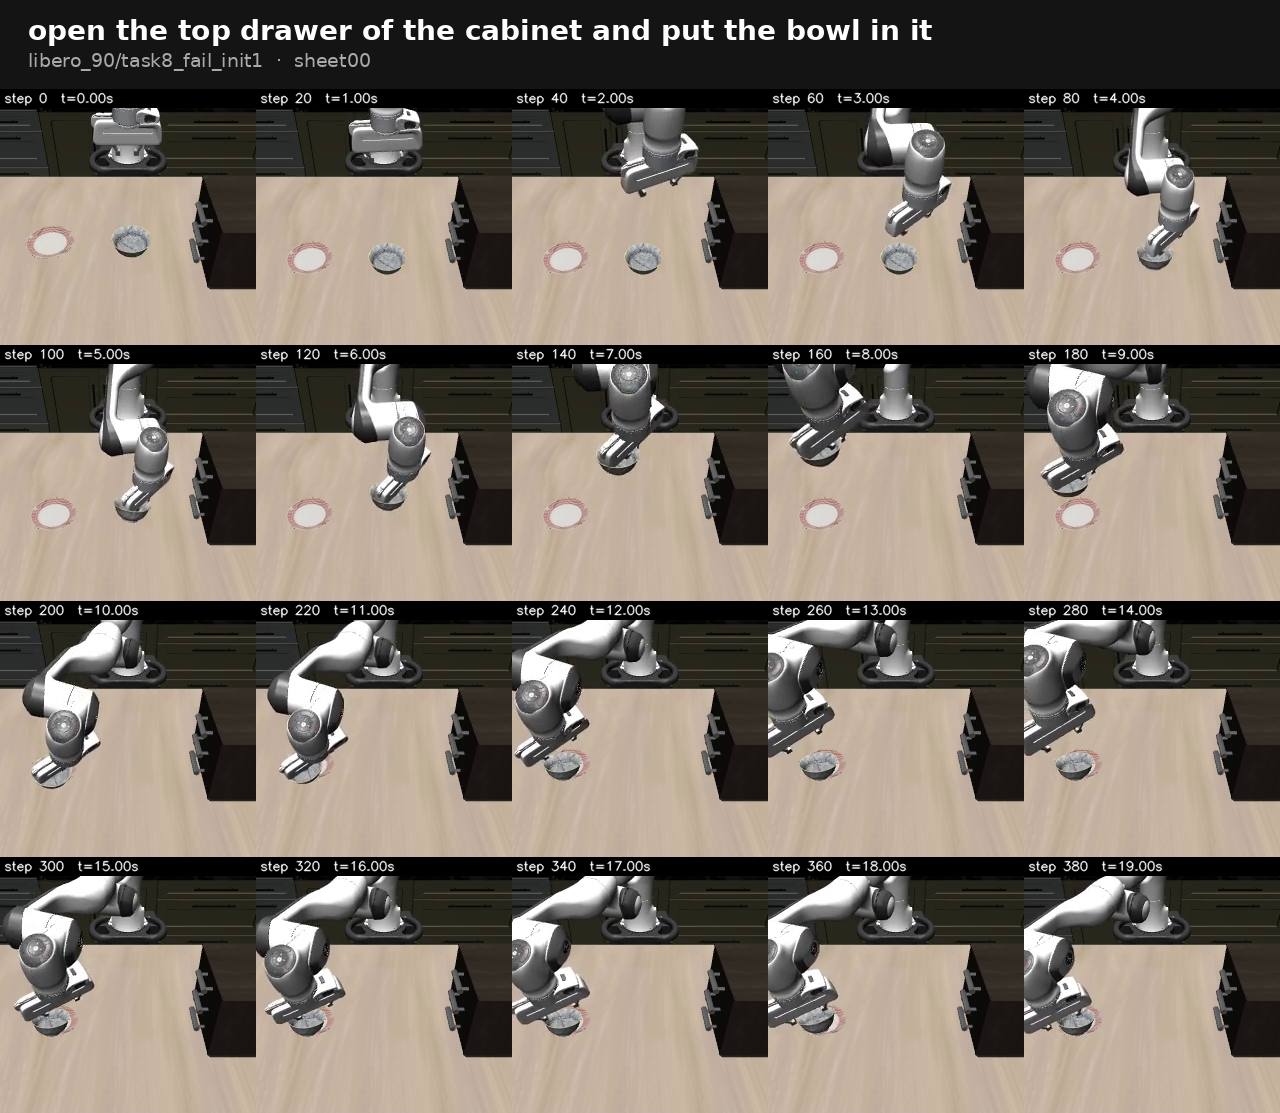 open the top drawer of the cabinet and put the bowl in it
libero_90/task8_fail_init1 · sheet00
step 0 t=0.00s
step 20 t=1.00s
step 40 t=2.00s
step 60 t=3.00s
step 80 t=4.00s
step 100 t=5.00s
step 120 t=6.00s
step 140 t=7.00s
step 160 t=8.00s
step 180 t=9.00s
step 200 t=10.00s
step 220 t=11.00s
step 240 t=12.00s
step 260 t=13.00s
step 280 t=14.00s
step 300 t=15.00s
step 320 t=16.00s
step 340 t=17.00s
step 360 t=18.00s
step 380 t=19.00s